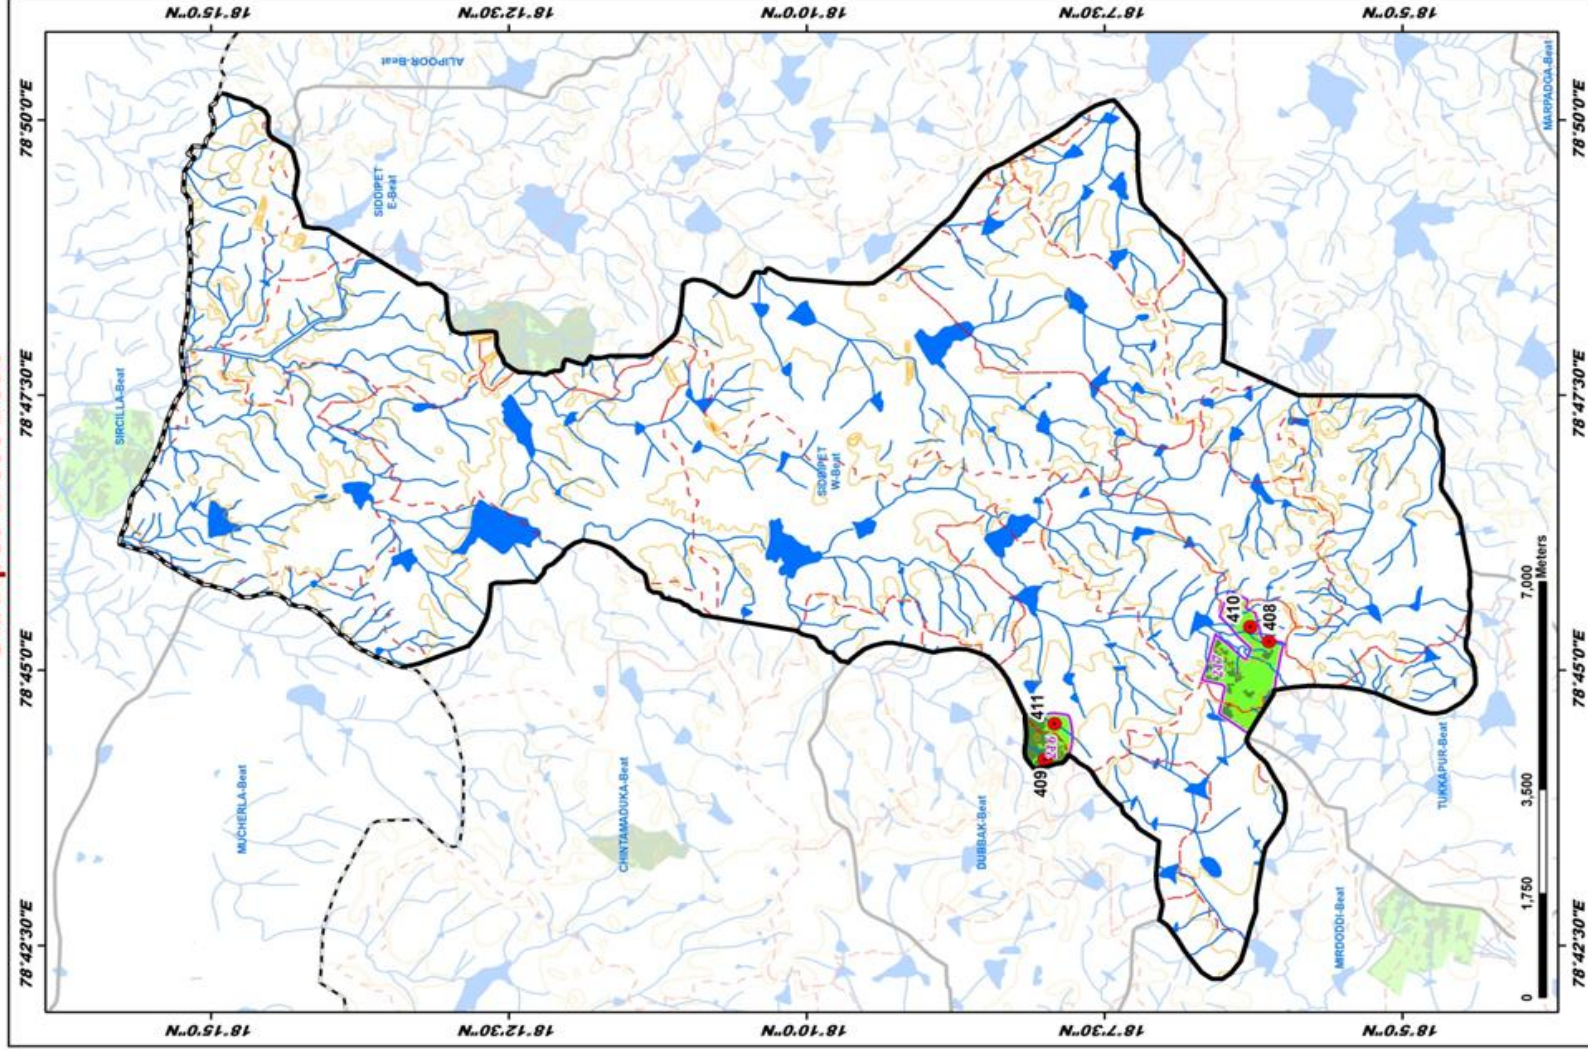 18°15'0"N
18°12'30"N
18°10'0"N
18°7'30"N
18°5'0"N
78°50'0"E
78°47'30"E
78°45'0"E
78°42'30"E
ALIPOOR-Beat
SIDDIPET
E-Beat
SIRCILLA-Beat
SIDDIPET
W-Beat
MUCHERLA-Beat
CHINTAMADUKA-Beat
DUBBAK-Beat
MIRDODDI-Beat
TUKKAPUR-Beat
MARPADGA-Beat
410
408
411
409
0
1,750
3,500
7,000
Meters
78°50'0"E
78°47'30"E
78°45'0"E
78°42'30"E
18°15'0"N
18°12'30"N
18°10'0"N
18°7'30"N
18°5'0"N